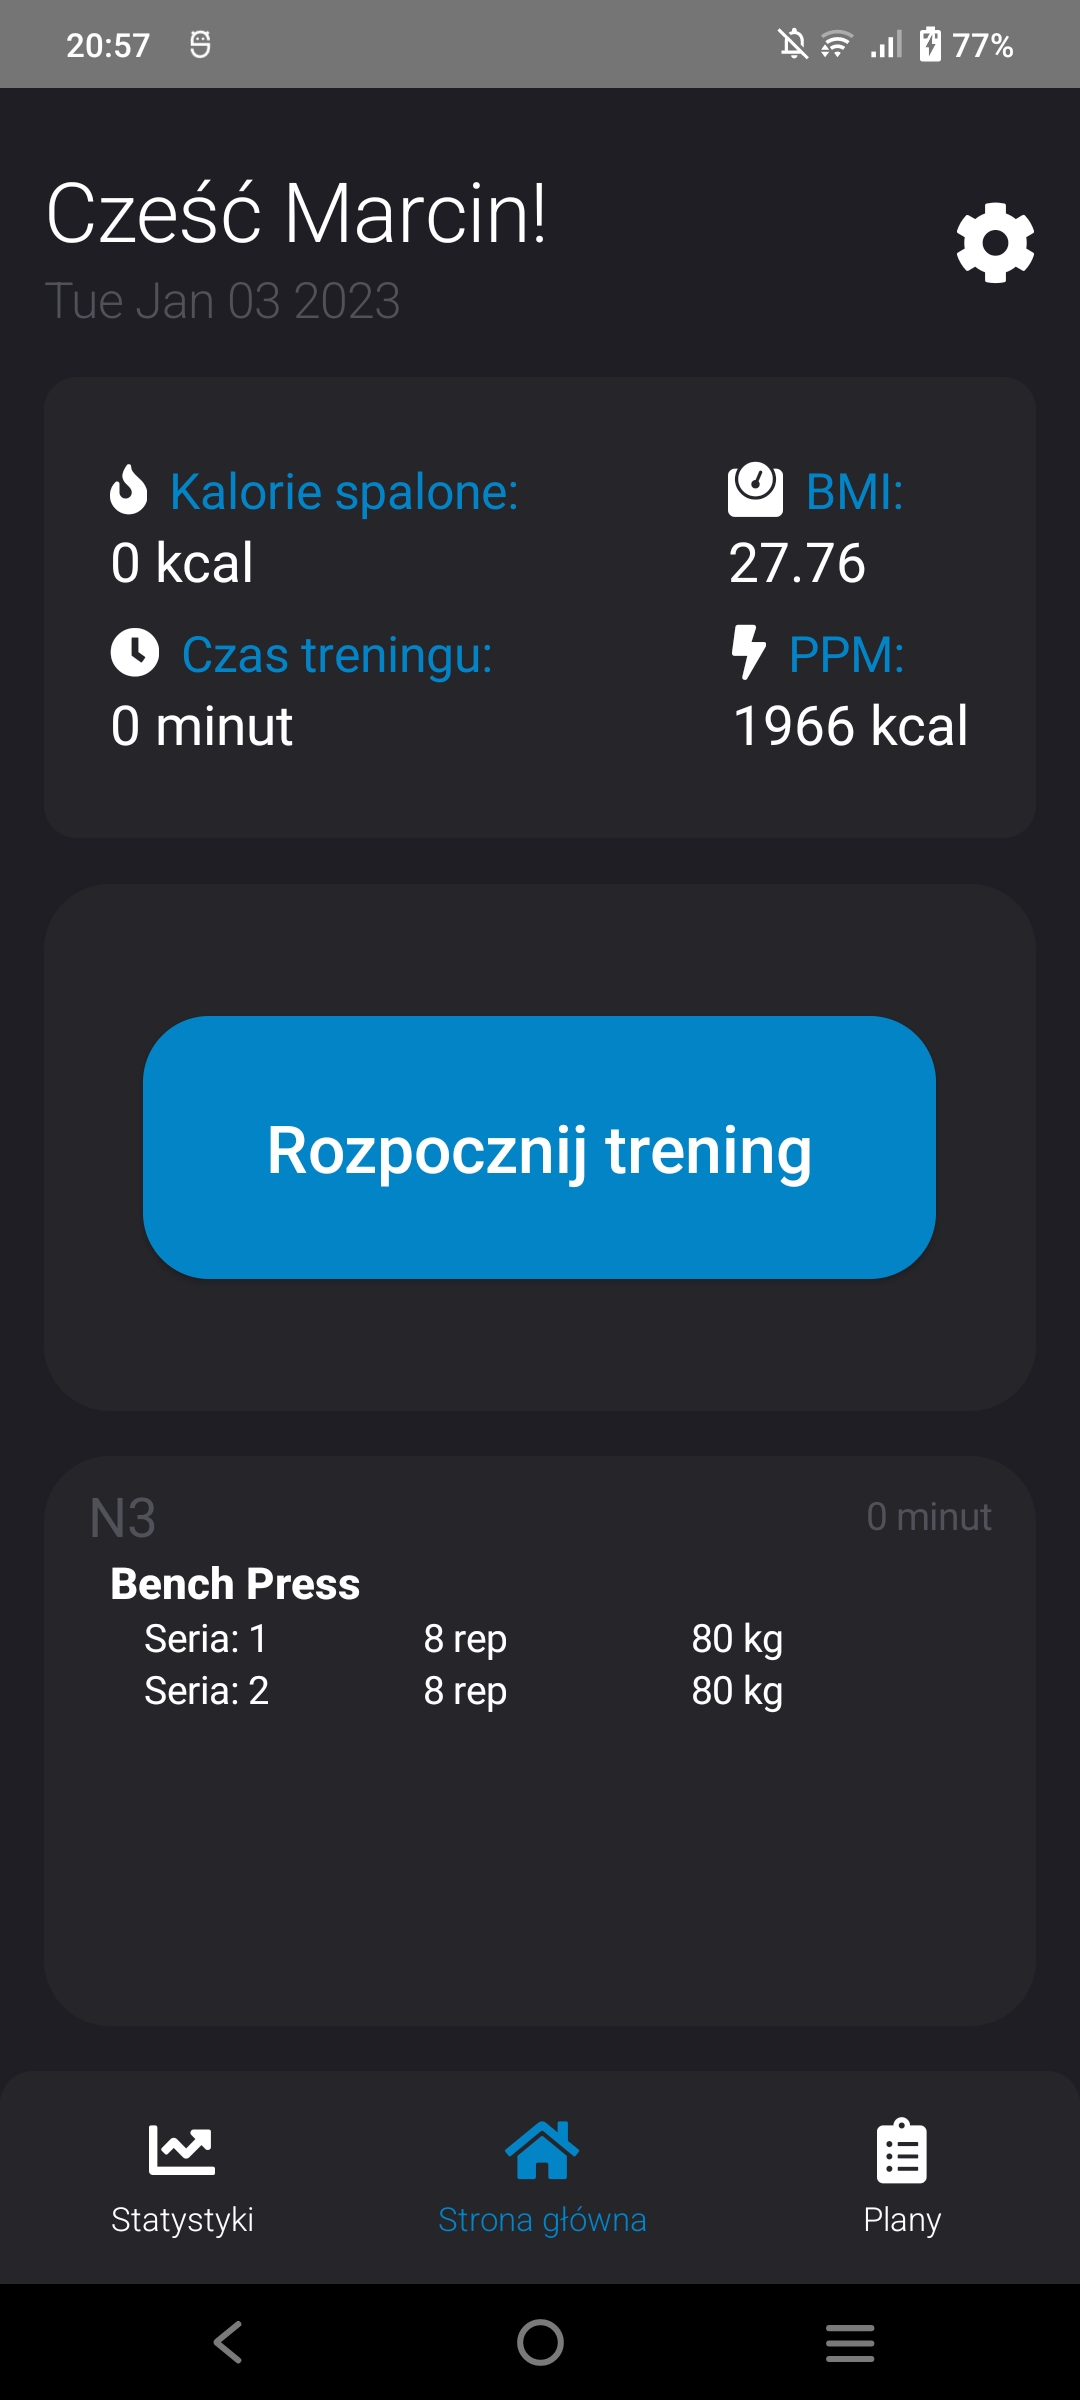 20:57 77%
Cześć Marcin!
Tue Jan 03 2023
Kalorie spalone: BMI:
0 kcal 27.76
Czas treningu: PPM:
0 minut 1966 kcal
Rozpocznij trening
N3 0 minut
Bench Press
Seria: 1 8 rep 80 kg
Seria: 2 8 rep 80 kg
Statystyki Strona główna Plany